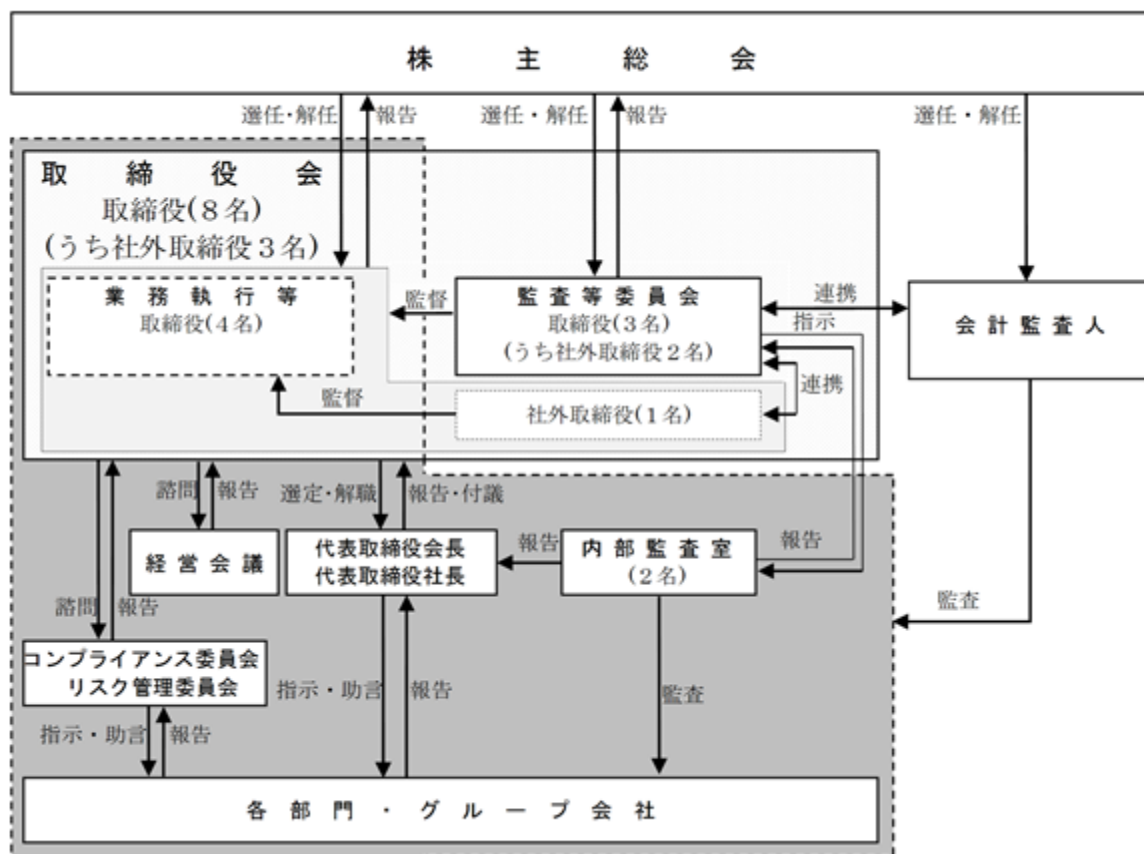 株主総会
選任・解任
報告
選任・解任
報告
選任・解任
取締役会
取締役(8名)
(うち社外取締役3名)
業務執行等
取締役(4名)
監督
監査等委員会
取締役(3名)
(うち社外取締役2名)
連携
指示
会計監査人
連携
監督
社外取締役(1名)
諮問
報告
選定・解職
報告・付議
経営会議
代表取締役会長
代表取締役社長
報告
内部監査室
(2名)
報告
諮問
報告
監査
コンプライアンス委員会
リスク管理委員会
指示・助言
報告
監査
指示・助言
報告
各部門・グループ会社